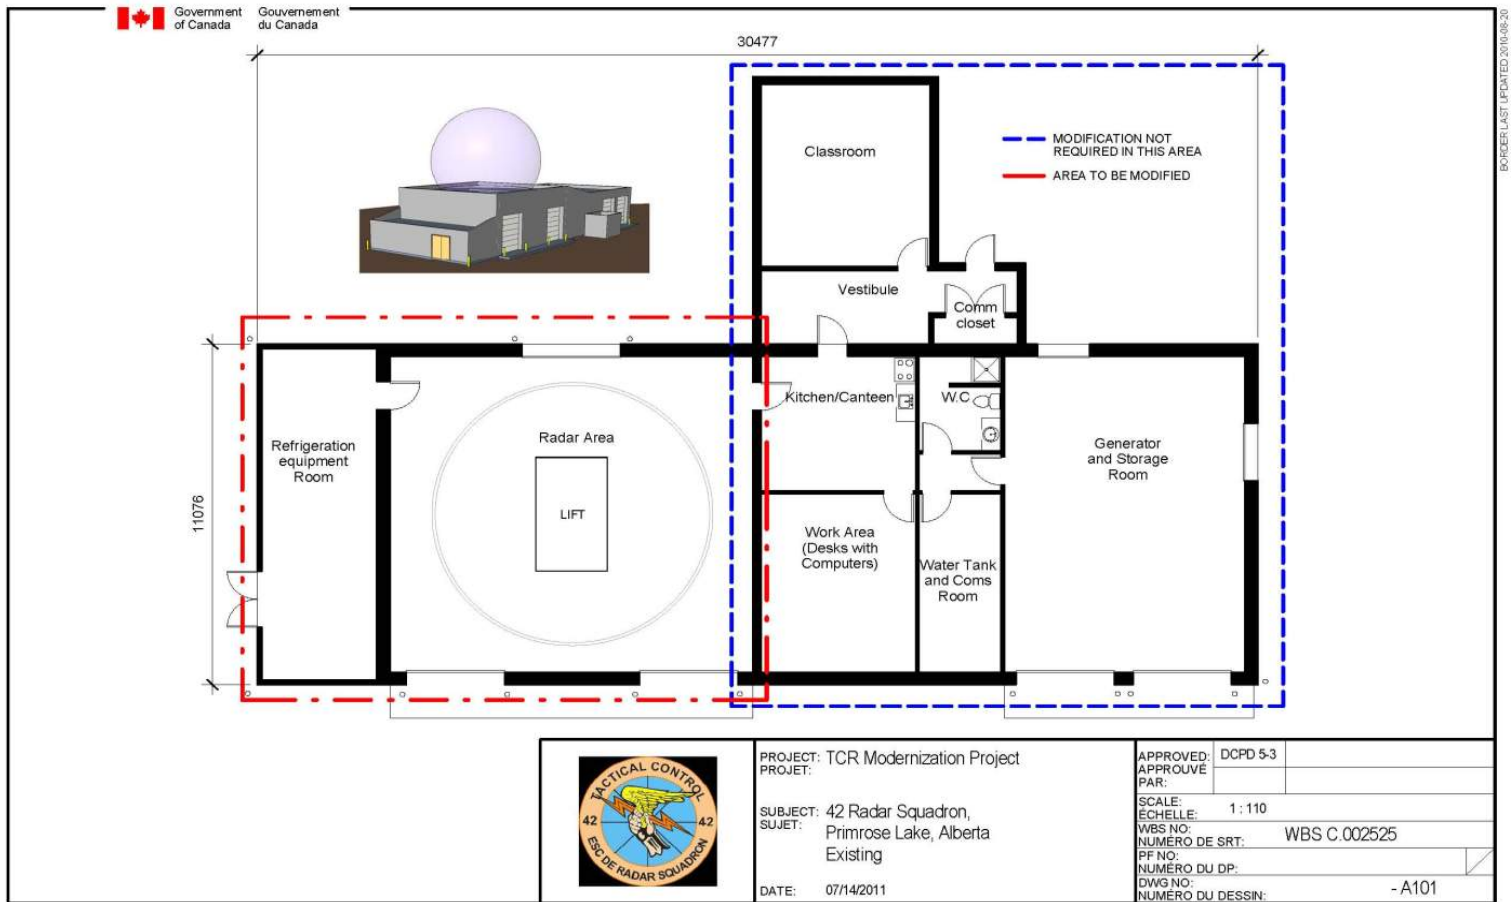 Government of Canada
Gouvernement du Canada
BORDER LAST UPDATED 2010-08-20
30477
11076
Classroom
MODIFICATION NOT
REQUIRED IN THIS AREA
AREA TO BE MODIFIED
Vestibule
Comm
closet
Refrigeration
equipment
Room
Radar Area
LIFT
Kitchen/Canteen
W.C
Generator
and Storage
Room
Work Area
(Desks with
Computers)
Water Tank
and Coms
Room
TACTICAL CONTROL
42 42
ESC DE RADAR SQUADRON
PROJECT: TCR Modernization Project
PROJET:
SUBJECT: 42 Radar Squadron,
SUJET: Primrose Lake, Alberta
Existing
DATE: 07/14/2011
APPROVED: DCPD 5-3
APPROUVÉ
PAR:
SCALE: 1 : 110
ÉCHELLE:
WBS NO: WBS C.002525
NUMÉRO DE SRT:
PF NO:
NUMÉRO DU DP:
DWG NO: - A101
NUMÉRO DU DESSIN: